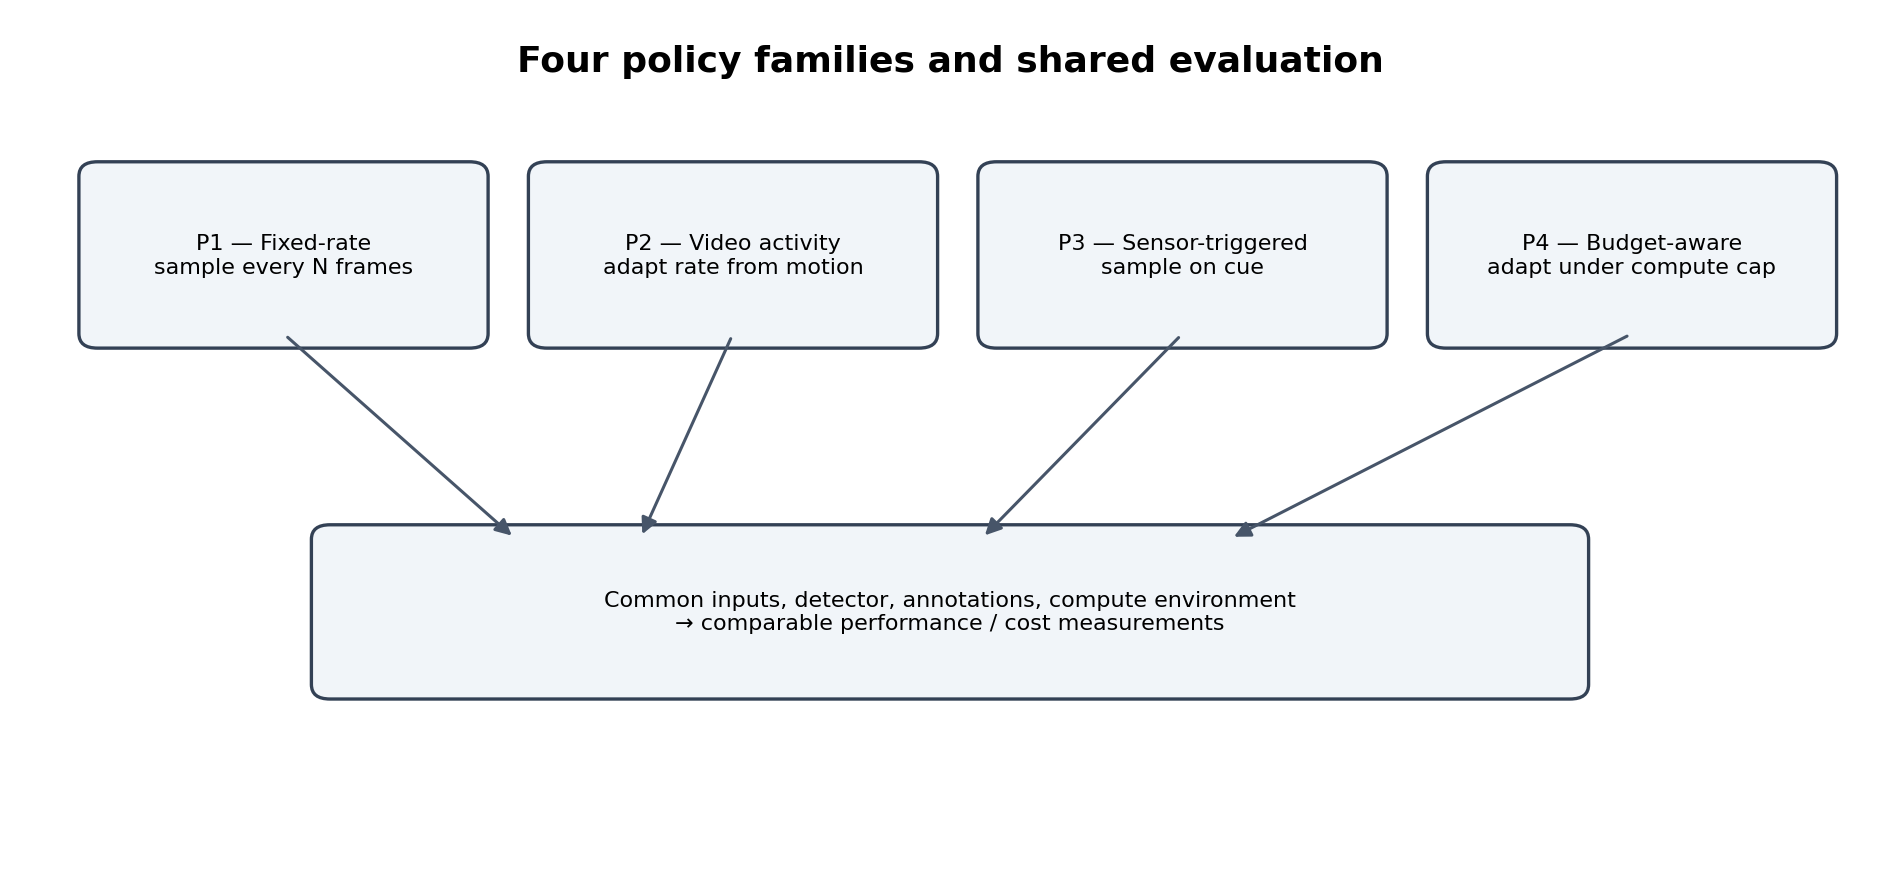 Four policy families and shared evaluation
P1 — Fixed-rate
sample every N frames
P2 — Video activity
adapt rate from motion
P3 — Sensor-triggered
sample on cue
P4 — Budget-aware
adapt under compute cap
Common inputs, detector, annotations, compute environment
→ comparable performance / cost measurements